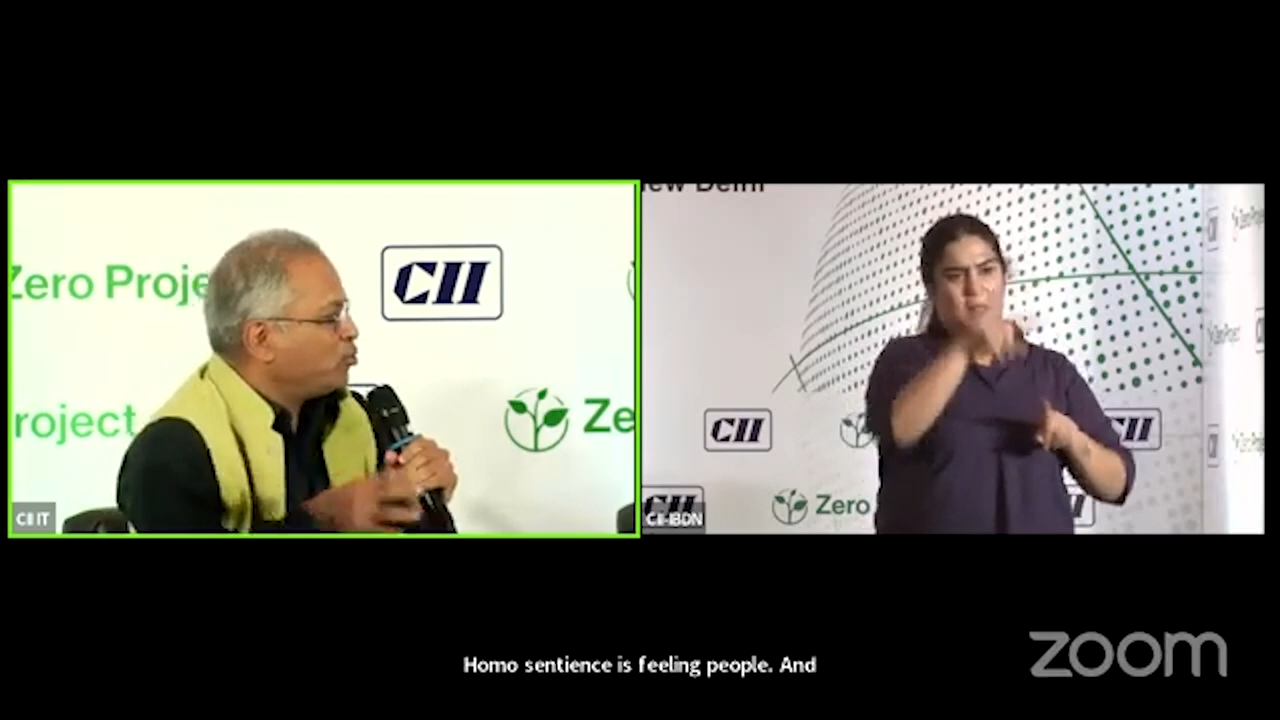 ew Delhi
Zero Proje
CII
roject
Ze
CII
CII
Zero
CII IT
CII-IBDN
Homo sentience is feeling people. And
zoom